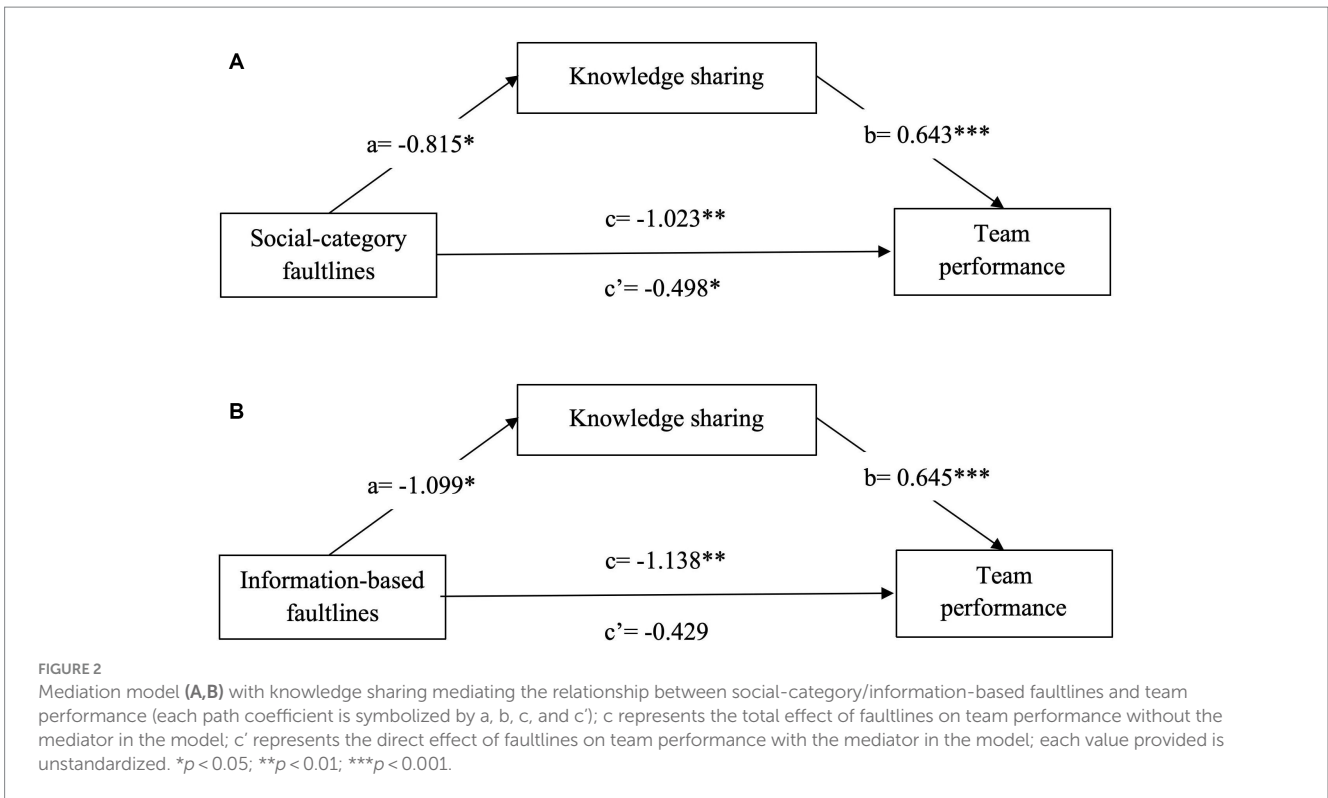 A
Knowledge sharing
a= -0.815*
b= 0.643***
Social-category
faultlines
c= -1.023**
c’= -0.498*
Team
performance
B
Knowledge sharing
a= -1.099*
b= 0.645***
Information-based
faultlines
c= -1.138**
c’= -0.429
Team
performance
FIGURE 2
Mediation model (A,B) with knowledge sharing mediating the relationship between social-category/information-based faultlines and team
performance (each path coefficient is symbolized by a, b, c, and c’); c represents the total effect of faultlines on team performance without the
mediator in the model; c’ represents the direct effect of faultlines on team performance with the mediator in the model; each value provided is
unstandardized. *p < 0.05; **p < 0.01; ***p < 0.001.